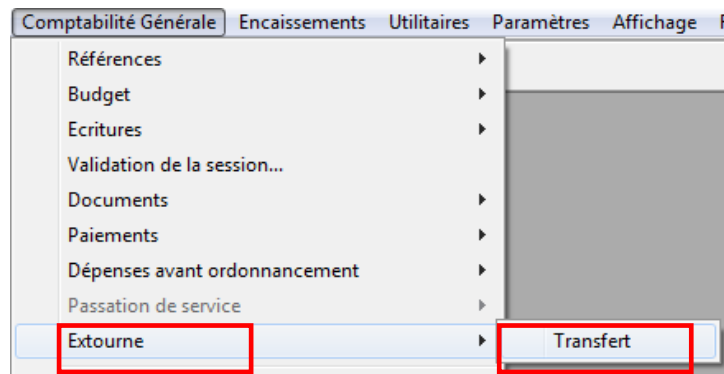 Comptabilité Générale Encaissements Utilitaires Paramètres Affichage
Références
Budget
Ecritures
Validation de la session...
Documents
Paiements
Dépenses avant ordonnancement
Passation de service
Extourne Transfert